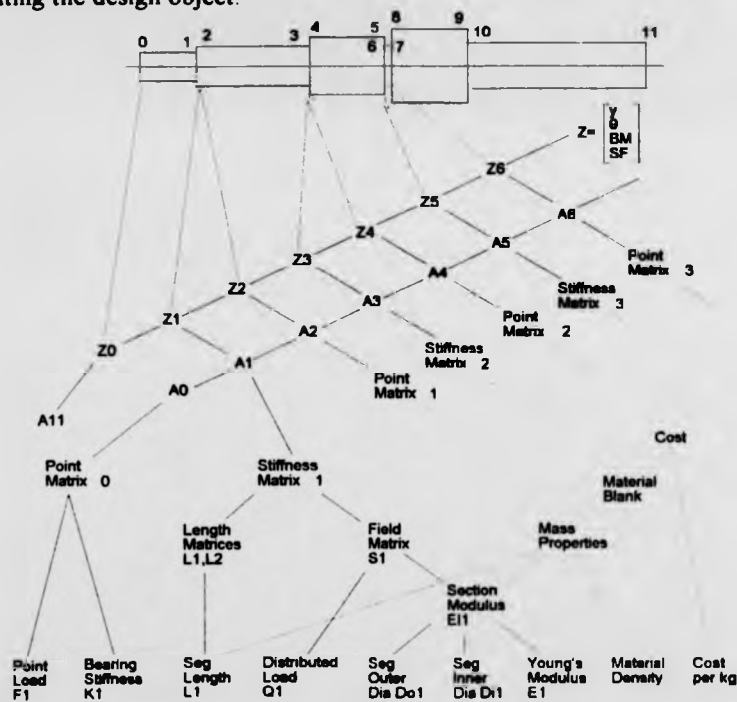 ting the design object.
8 9
4 5
0 1 2 3 6 7 10 11
Z= y
θ
BM
SF
Z6
Z5 A6
Z4 A5 Point
Matrix 3
Z3 A4 Stiffness
Matrix 3
Z2 A3 Point
Matrix 2
Z1 A2 Stiffness
Matrix 2
Z0 A1 Point
Matrix 1
A0
A11
Cost
Point
Matrix 0
Stiffness
Matrix 1
Material
Blank
Length
Matrices
L1,L2
Field
Matrix
S1
Mass
Properties
Section
Modulus
EI1
Point
Load
F1
Bearing
Stiffness
K1
Seg
Length
L1
Distributed
Load
Q1
Seg
Outer
Dia Do1
Seg
Inner
Dia Di1
Young's
Modulus
E1
Material
Density
Cost
per kg